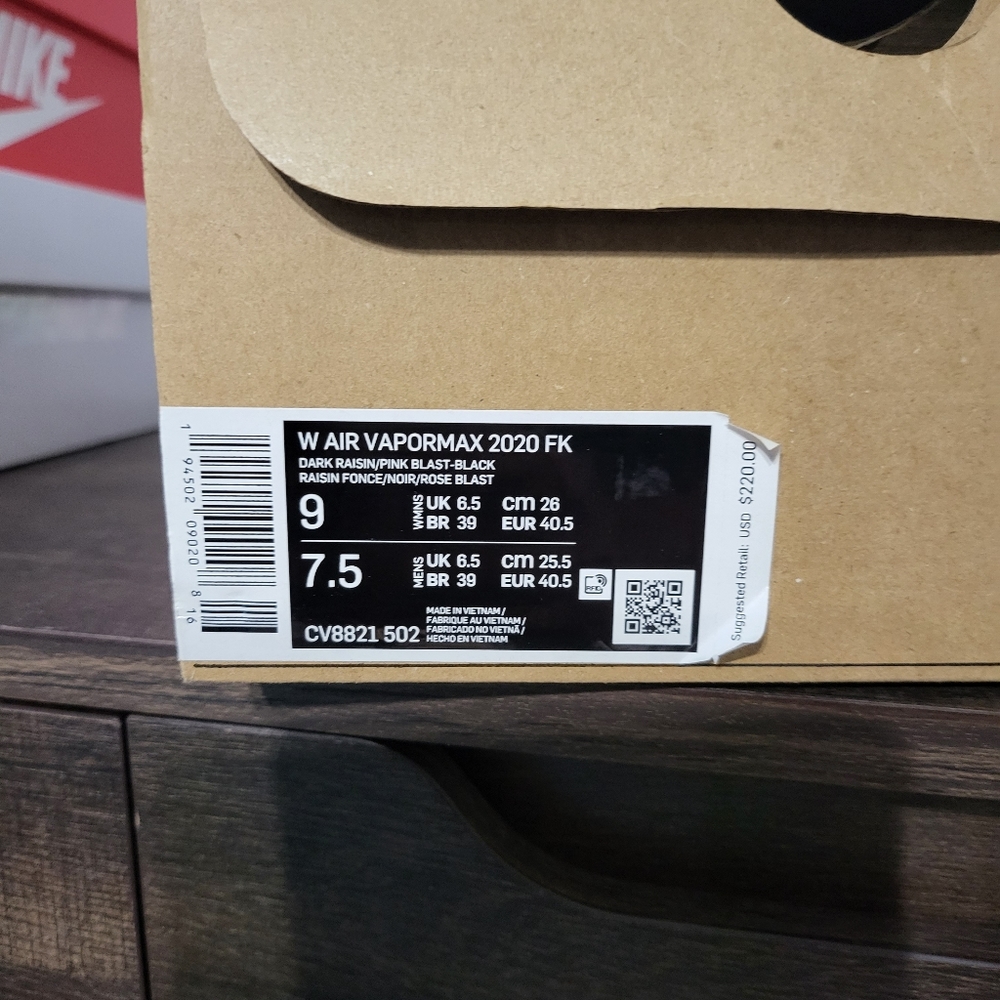 NIKE
W AIR VAPORMAX 2020 FK
DARK RAISIN/PINK BLAST-BLACK
RAISIN FONCE/NOIR/ROSE BLAST
9 WMNS UK 6.5 cm 26
BR 39 EUR 40.5
7.5 MENS UK 6.5 cm 25.5
BR 39 EUR 40.5
RFID
CV8821 502
MADE IN VIETNAM /
FABRIQUE AU VIETNAM /
FABRICADO NO VIETNÃ /
HECHO EN VIETNAM
1 94502 09020 8 16
Suggested Retail: USD $220.00